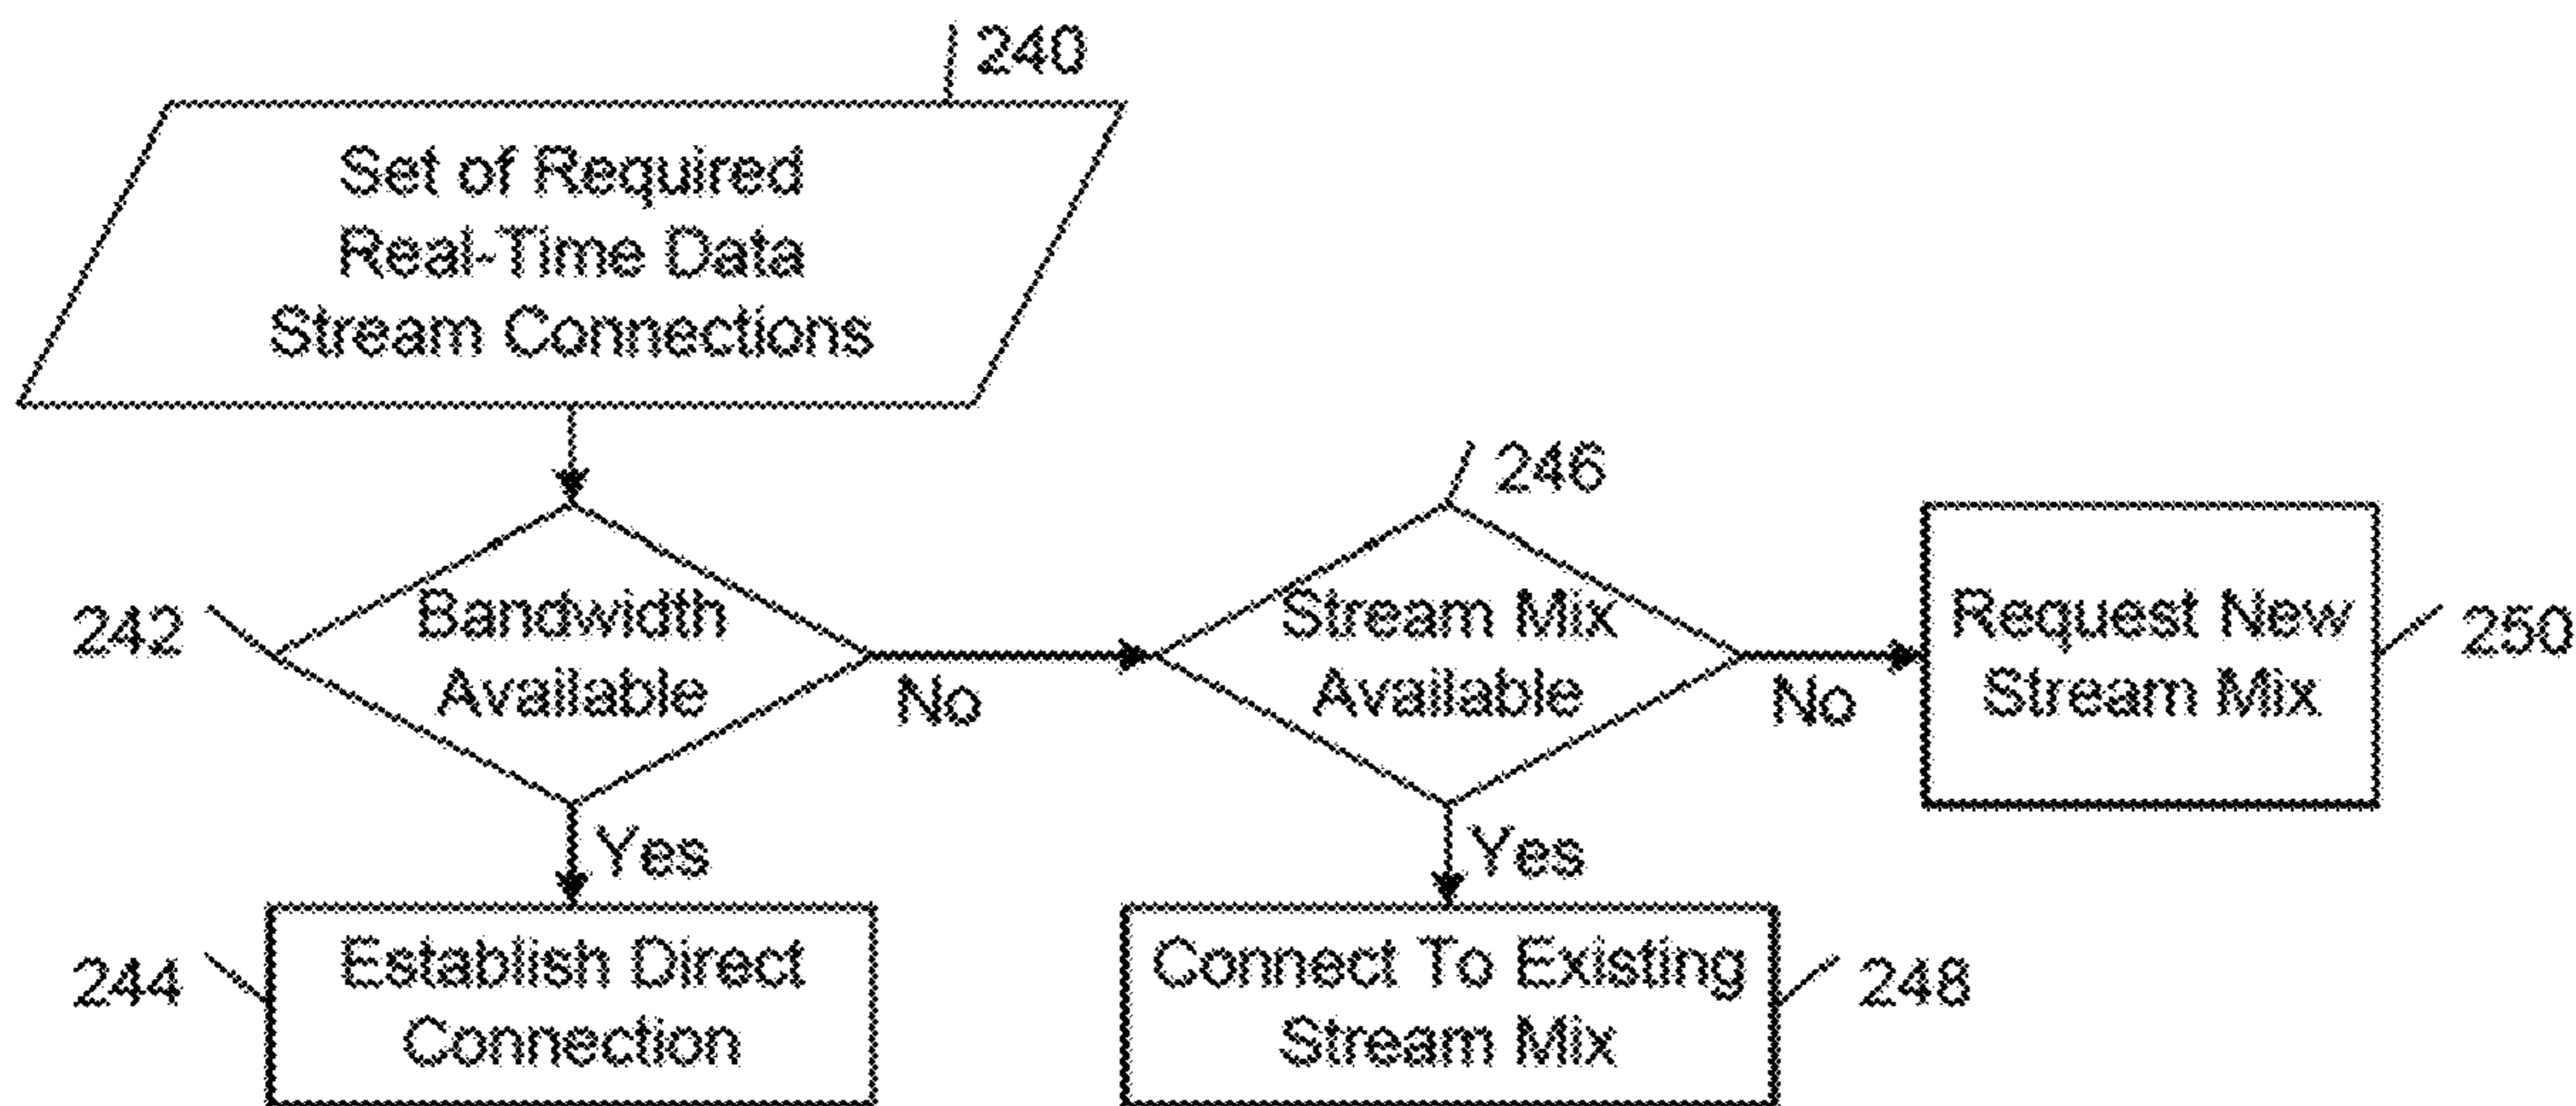 240
Set of Required
Real-Time Data
Stream Connections
242
Bandwidth
Available
No
Yes
244
Establish Direct
Connection
246
Stream Mix
Available
No
Yes
Connect To Existing
Stream Mix
248
Request New
Stream Mix
250